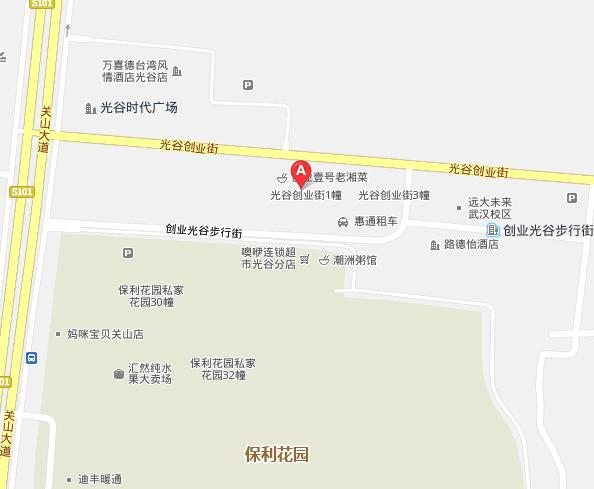 S101
万喜德台湾风
情酒店光谷店
P
光谷时代广场
关山大道
光谷创业街
光谷创业街
A
壹号老湘菜
光谷创业街1幢
光谷创业街3幢
S101
远大未来
武汉校区
P
惠通租车
创业光谷步行街
创业光谷步行街
路德怡酒店
P
噢咿连锁超
市光谷分店
潮洲粥馆
保利花园私家
花园30幢
妈咪宝贝关山店
汇然纯水
果大卖场
保利花园私家
花园32幢
01
关山大道
保利花园
迪丰暖通